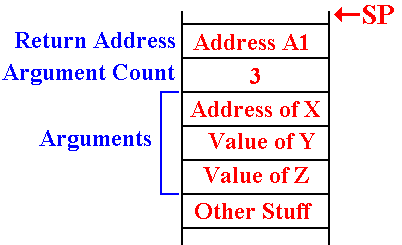 SP
Return Address Address A1
Argument Count 3
Address of X
Arguments Value of Y
Value of Z
Other Stuff